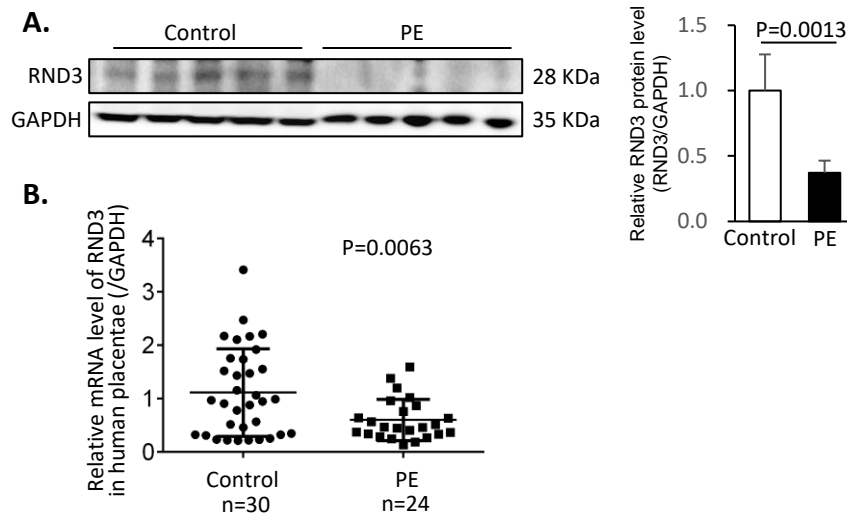 A.
Control PE
RND3 28 KDa
GAPDH 35 KDa
Relative RND3 protein level
(RND3/GAPDH)
1.5
1.0
0.5
0.0
P=0.0013
Control PE
B.
Relative mRNA level of RND3
in human placentae (/GAPDH)
4
3
2
1
0
P=0.0063
Control PE
n=30 n=24